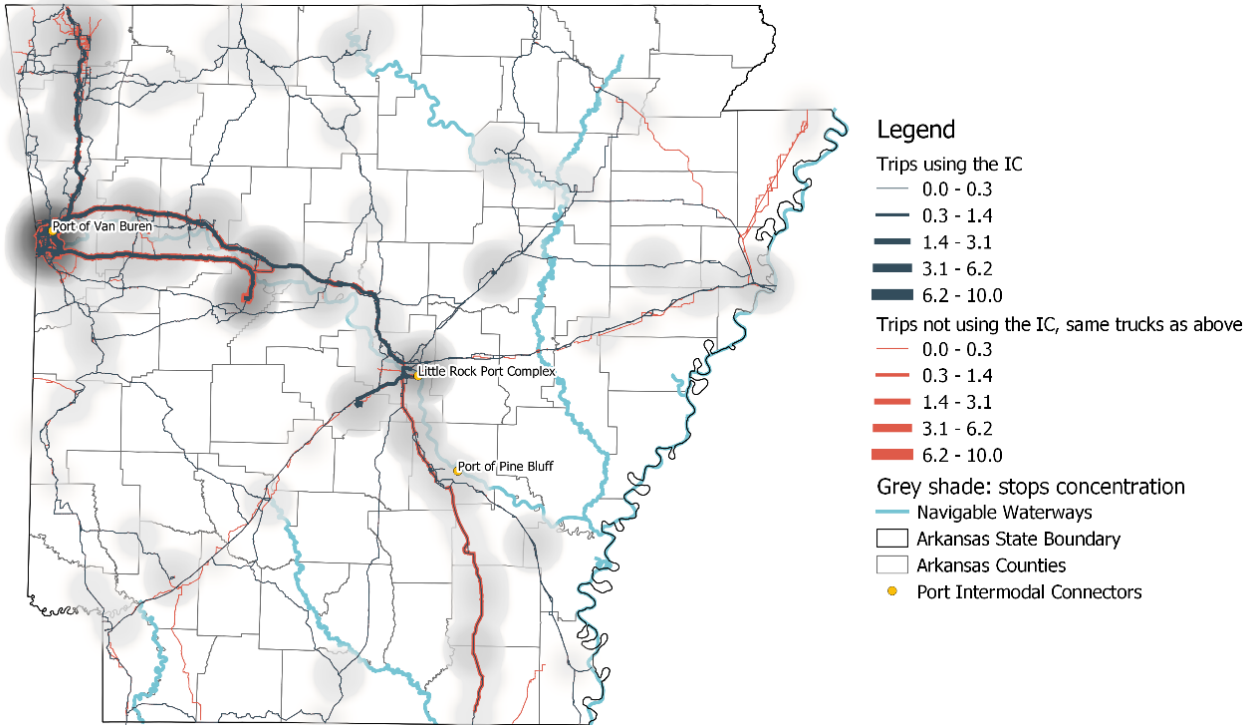 Port of Van Buren
Little Rock Port Complex
Port of Pine Bluff
Legend
Trips using the IC
0.0 - 0.3
0.3 - 1.4
1.4 - 3.1
3.1 - 6.2
6.2 - 10.0
Trips not using the IC, same trucks as above
0.0 - 0.3
0.3 - 1.4
1.4 - 3.1
3.1 - 6.2
6.2 - 10.0
Grey shade: stops concentration
Navigable Waterways
Arkansas State Boundary
Arkansas Counties
Port Intermodal Connectors